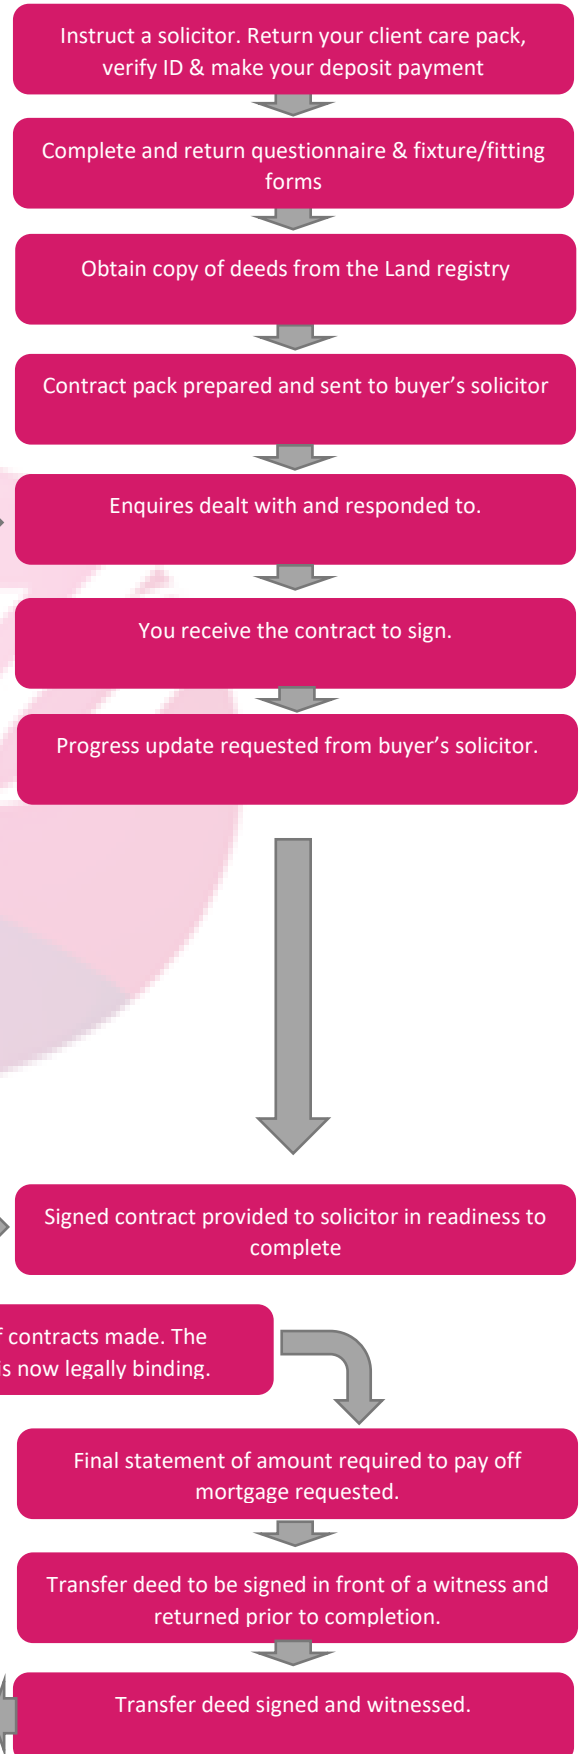 Instruct a solicitor. Return your client care pack,
verify ID & make your deposit payment
Complete and return questionnaire & fixture/fitting
forms
Obtain copy of deeds from the Land registry
Contract pack prepared and sent to buyer's solicitor
Enquires dealt with and responded to.
You receive the contract to sign.
Progress update requested from buyer's solicitor.
Signed contract provided to solicitor in readiness to
complete
contracts made. The
is now legally binding.
Final statement of amount required to pay off
mortgage requested.
Transfer deed to be signed in front of a witness and
returned prior to completion.
Transfer deed signed and witnessed.